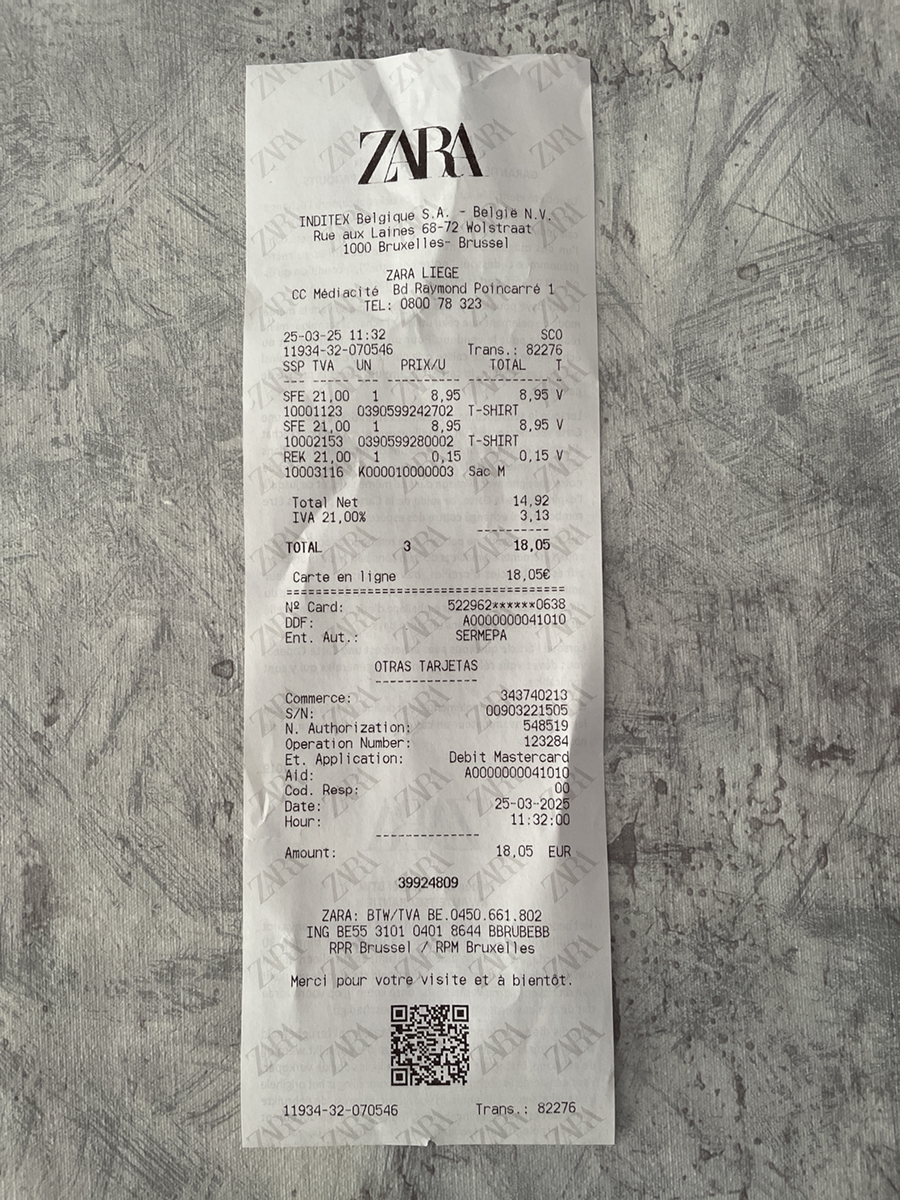 ZARA
INDITEX Belgique S.A. - België N.V.
Rue aux Laines 68-72 Wolstraat
1000 Bruxelles- Brussel
ZARA LIEGE
CC Médiacité Bd Raymond Poincarré 1
TEL: 0800 78 323
25-03-25 11:32 SCO
11934-32-070546 Trans.: 82276
SSP TVA UN PRIX/U TOTAL T
--- ---- --- ---------- ---------- -
SFE 21,00 1 8,95 8,95 V
10001123 0390599242702 T-SHIRT
SFE 21,00 1 8,95 8,95 V
10002153 0390599280002 T-SHIRT
REK 21,00 1 0,15 0,15 V
10003116 K000010000003 Sac M
Total Net 14,92
IVA 21,00% 3,13
----------
TOTAL 3 18,05
Carte en ligne 18,05€
======================================
Nº Card: 522962******0638
DDF: A0000000041010
Ent. Aut.: SERMEPA
OTRAS TARJETAS
--------------
Commerce: 343740213
S/N: 00903221505
N. Authorization: 548519
Operation Number: 123284
Et. Application: Debit Mastercard
Aid: A0000000041010
Cod. Resp: 00
Date: 25-03-2025
Hour: 11:32:00
--------------
Amount: 18,05 EUR
39924809
ZARA: BTW/TVA BE.0450.661.802
ING BE55 3101 0401 8644 BBRUBEBB
RPR Brussel / RPM Bruxelles
Merci pour votre visite et à bientôt.
11934-32-070546 Trans.: 82276